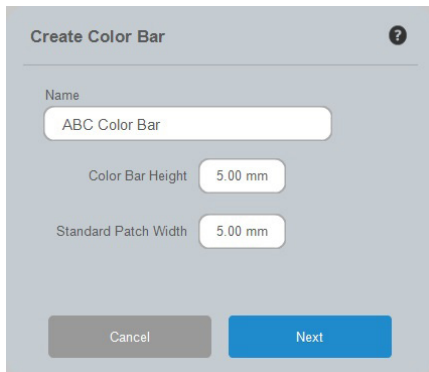 Create Color Bar ?
Name
ABC Color Bar
Color Bar Height 5.00 mm
Standard Patch Width 5.00 mm
Cancel Next